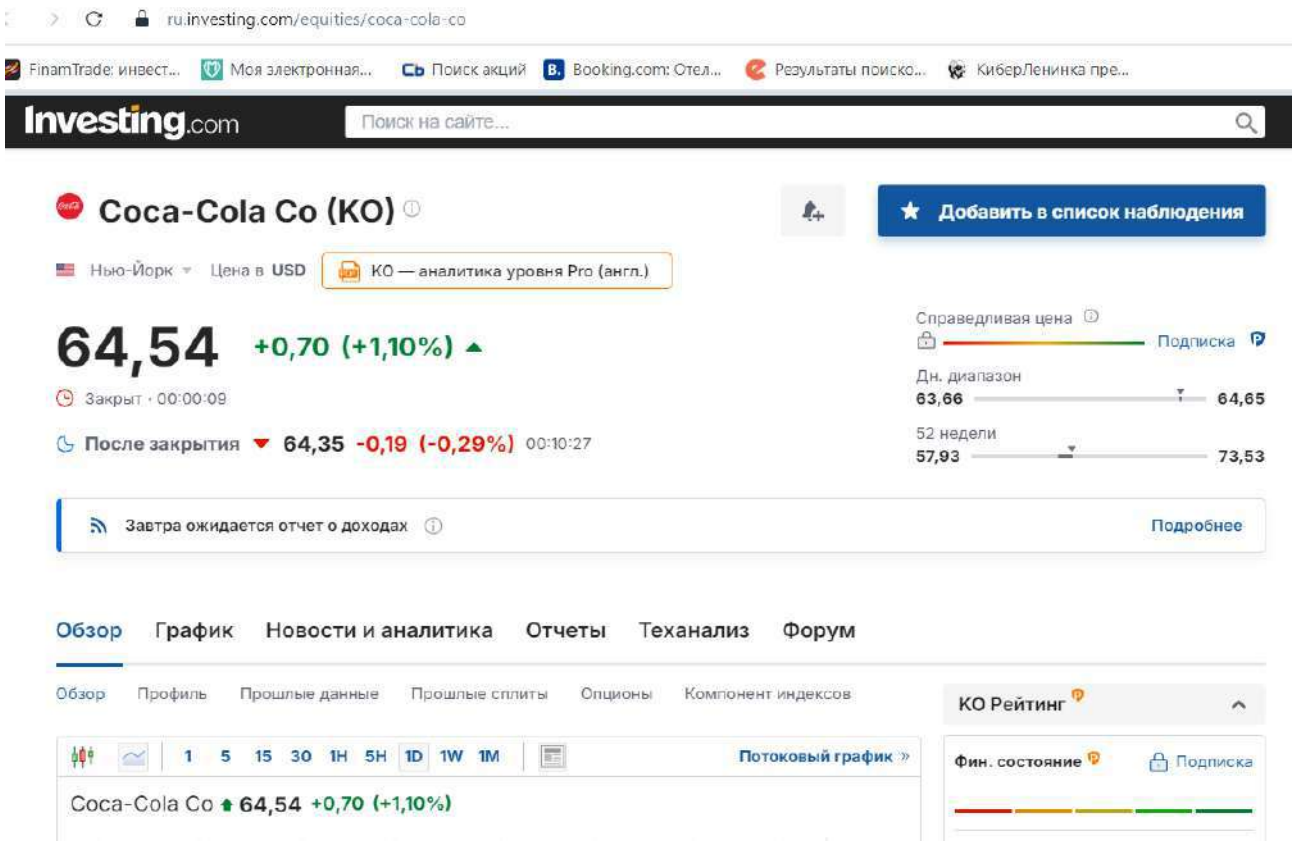 ru.investing.com/equities/coca-cola-co
FinamTrade: инвест... Моя электронная... Сь Поиск акций B. Booking.com: Отел... Результаты поиско... КиберЛенинка пре...
Investing.com Поиск на сайте...
Coca-Cola Co (KO) Добавить в список наблюдения
Нью-Йорк Цена в USD KO — аналитика уровня Pro (англ.)
64,54 +0,70 (+1,10%)
Справедливая цена
Подписка
Дн. диапазон
63,66 64,65
Закрыт · 00:00:09
После закрытия 64,35 -0,19 (-0,29%) 00:10:27
52 недели
57,93 73,53
Завтра ожидается отчет о доходах Подробнее
Обзор График Новости и аналитика Отчеты Теханализ Форум
Обзор Профиль Прошлые данные Прошлые сплиты Опционы Компонент индексов
KO Рейтинг
1 5 15 30 1H 5H 1D 1W 1M Потоковый график »
Фин. состояние Подписка
Coca-Cola Co 64,54 +0,70 (+1,10%)